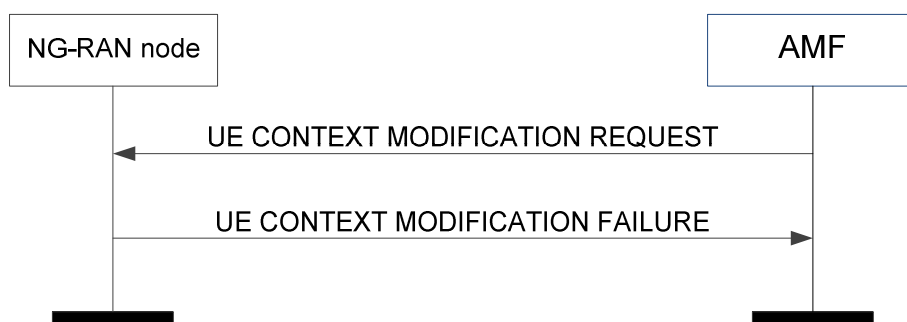 NG-RAN node
AMF
UE CONTEXT MODIFICATION REQUEST
UE CONTEXT MODIFICATION FAILURE